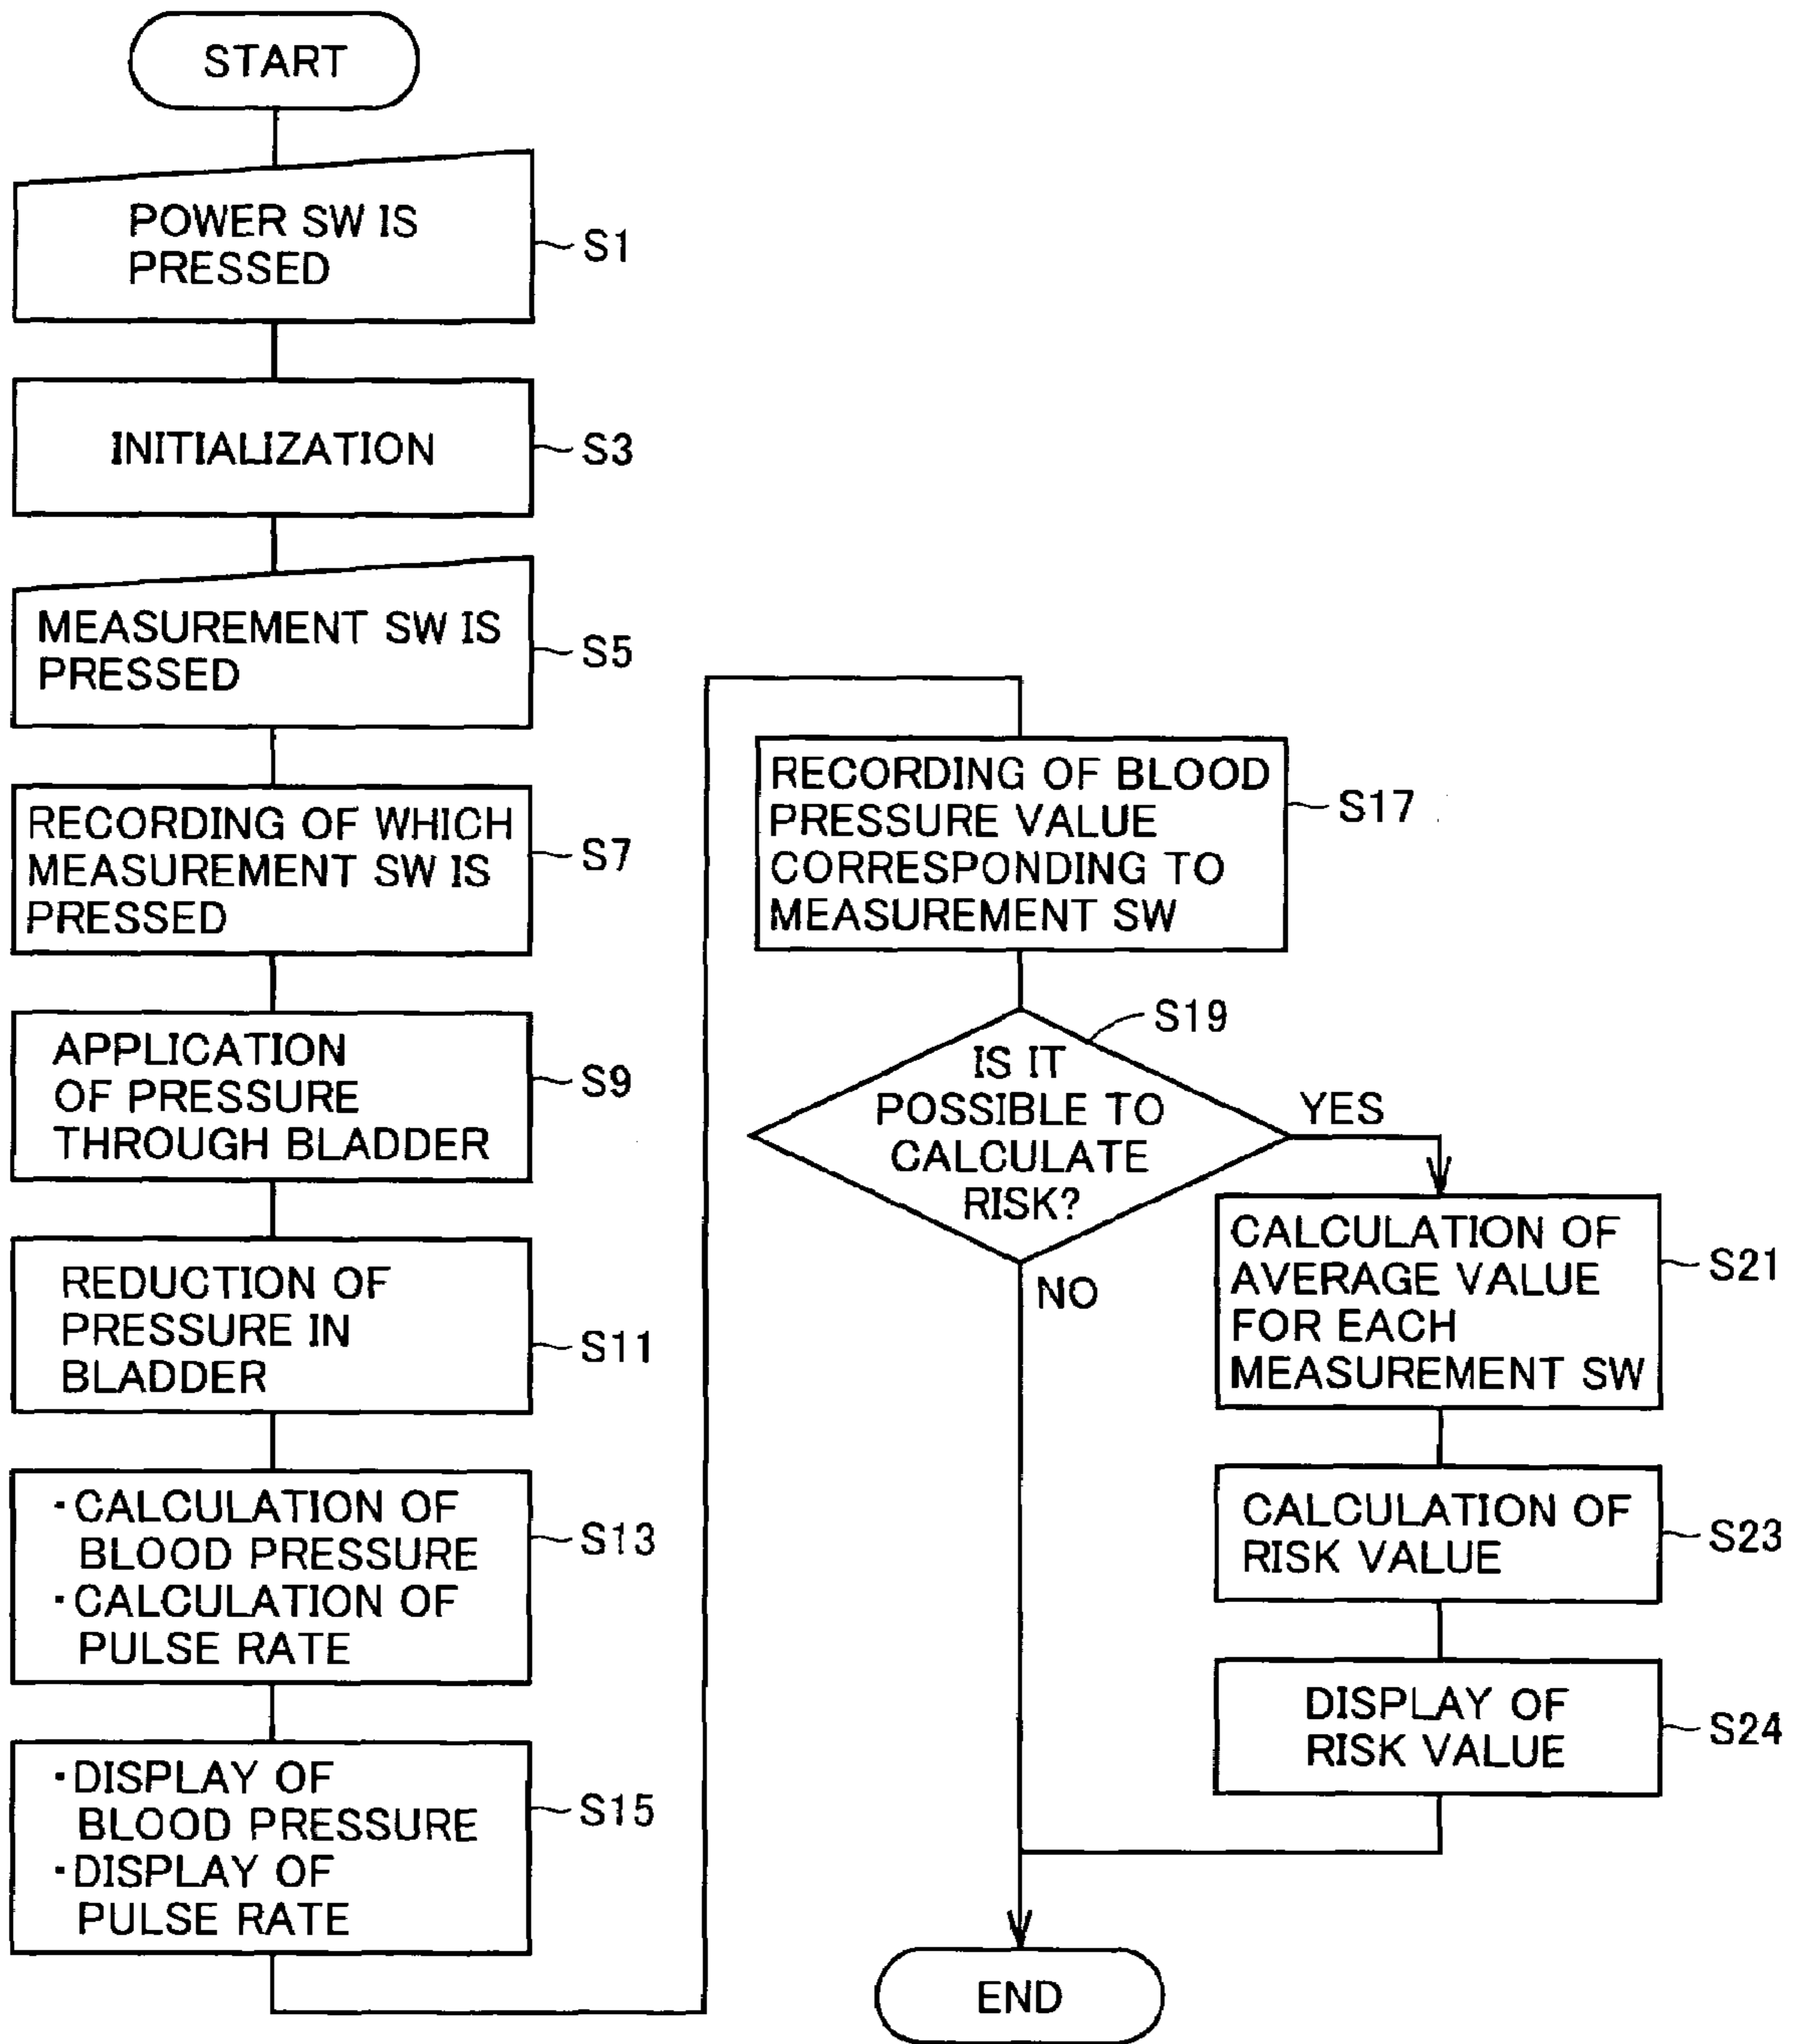 START
POWER SW IS
PRESSED
S1
INITIALIZATION
S3
MEASUREMENT SW IS
PRESSED
S5
RECORDING OF WHICH
MEASUREMENT SW IS
PRESSED
S7
APPLICATION
OF PRESSURE
THROUGH BLADDER
S9
REDUCTION OF
PRESSURE IN
BLADDER
S11
・CALCULATION OF
BLOOD PRESSURE
・CALCULATION OF
PULSE RATE
S13
・DISPLAY OF
BLOOD PRESSURE
・DISPLAY OF
PULSE RATE
S15
RECORDING OF BLOOD
PRESSURE VALUE
CORRESPONDING TO
MEASUREMENT SW
S17
S19
IS IT
POSSIBLE TO
CALCULATE
RISK?
YES
NO
CALCULATION OF
AVERAGE VALUE
FOR EACH
MEASUREMENT SW
S21
CALCULATION OF
RISK VALUE
S23
DISPLAY OF
RISK VALUE
S24
END